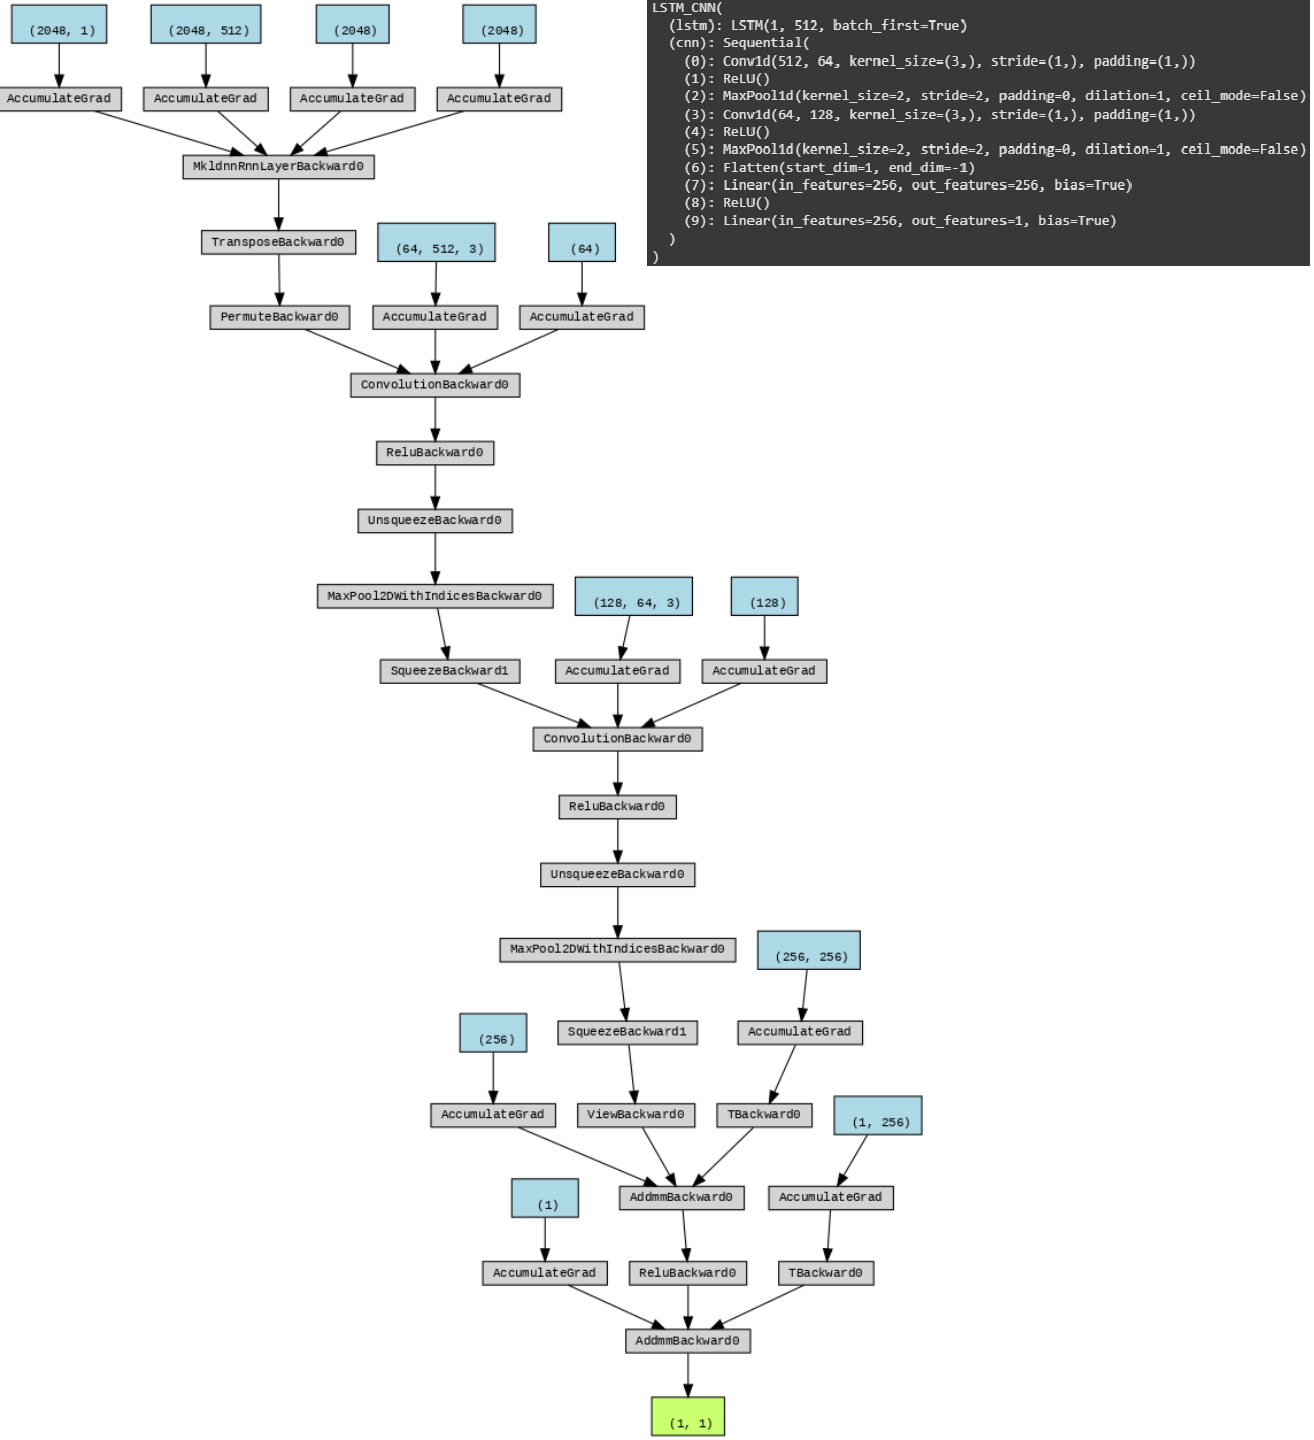 LSTM_CNN(
(lstm): LSTM(1, 512, batch_first=True)
(cnn): Sequential(
(0): Conv1d(512, 64, kernel_size=(3,), stride=(1,), padding=(1,))
(1): ReLU()
(2): MaxPool1d(kernel_size=2, stride=2, padding=0, dilation=1, ceil_mode=False)
(3): Conv1d(64, 128, kernel_size=(3,), stride=(1,), padding=(1,))
(4): ReLU()
(5): MaxPool1d(kernel_size=2, stride=2, padding=0, dilation=1, ceil_mode=False)
(6): Flatten(start_dim=1, end_dim=-1)
(7): Linear(in_features=256, out_features=256, bias=True)
(8): ReLU()
(9): Linear(in_features=256, out_features=1, bias=True)
)
)
(2048, 1) (2048, 512) (2048) (2048)
AccumulateGrad AccumulateGrad AccumulateGrad AccumulateGrad
MkldnnRnnLayerBackward0
TransposeBackward0 (64, 512, 3) (64)
PermuteBackward0 AccumulateGrad AccumulateGrad
ConvolutionBackward0
ReluBackward0
UnsqueezeBackward0
MaxPool2DWithIndicesBackward0 (128, 64, 3) (128)
SqueezeBackward1 AccumulateGrad AccumulateGrad
ConvolutionBackward0
ReluBackward0
UnsqueezeBackward0
MaxPool2DWithIndicesBackward0 (256, 256)
(256) SqueezeBackward1 AccumulateGrad
AccumulateGrad ViewBackward0 TBackward0 (1, 256)
(1) AddmmBackward0 AccumulateGrad
AccumulateGrad ReluBackward0 TBackward0
AddmmBackward0
(1, 1)